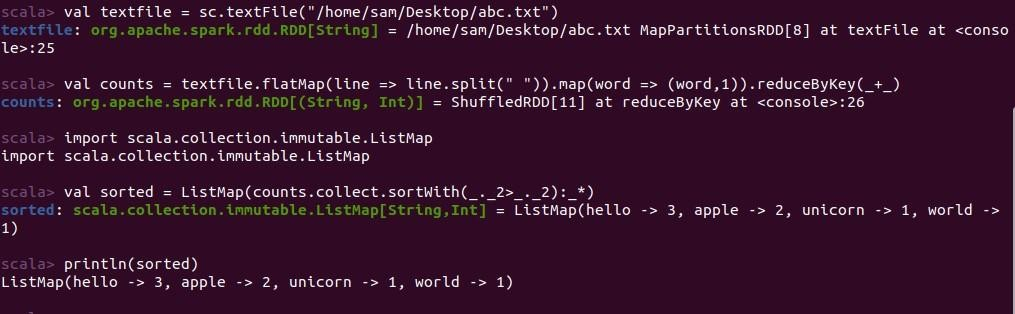 scala> val textfile = sc.textFile("/home/sam/Desktop/abc.txt")
textfile: org.apache.spark.rdd.RDD[String] = /home/sam/Desktop/abc.txt MapPartitionsRDD[8] at textFile at <conso
le>:25
scala> val counts = textfile.flatMap(line => line.split(" ")).map(word => (word,1)).reduceByKey(_+_)
counts: org.apache.spark.rdd.RDD[(String, Int)] = ShuffledRDD[11] at reduceByKey at <console>:26
scala> import scala.collection.immutable.ListMap
import scala.collection.immutable.ListMap
scala> val sorted = ListMap(counts.collect.sortWith(_._2>_._2):_*)
sorted: scala.collection.immutable.ListMap[String,Int] = ListMap(hello -> 3, apple -> 2, unicorn -> 1, world ->
1)
scala> println(sorted)
ListMap(hello -> 3, apple -> 2, unicorn -> 1, world -> 1)